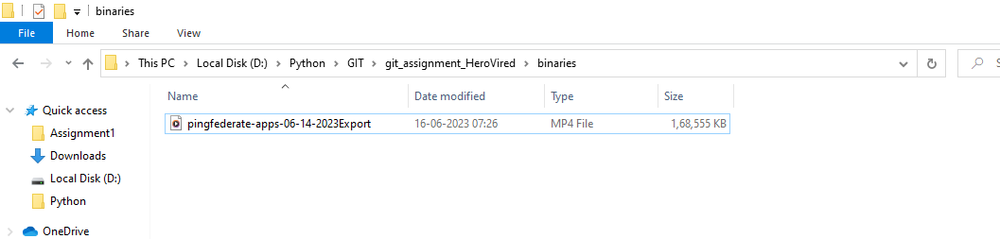 binaries
File Home Share View
This PC Local Disk (D:) Python GIT git_assignment_HeroVired binaries S
Name Date modified Type Size
Quick access
pingfederate-apps-06-14-2023Export 16-06-2023 07:26 MP4 File 1,68,555 KB
Assignment1
Downloads
Local Disk (D:)
Python
OneDrive